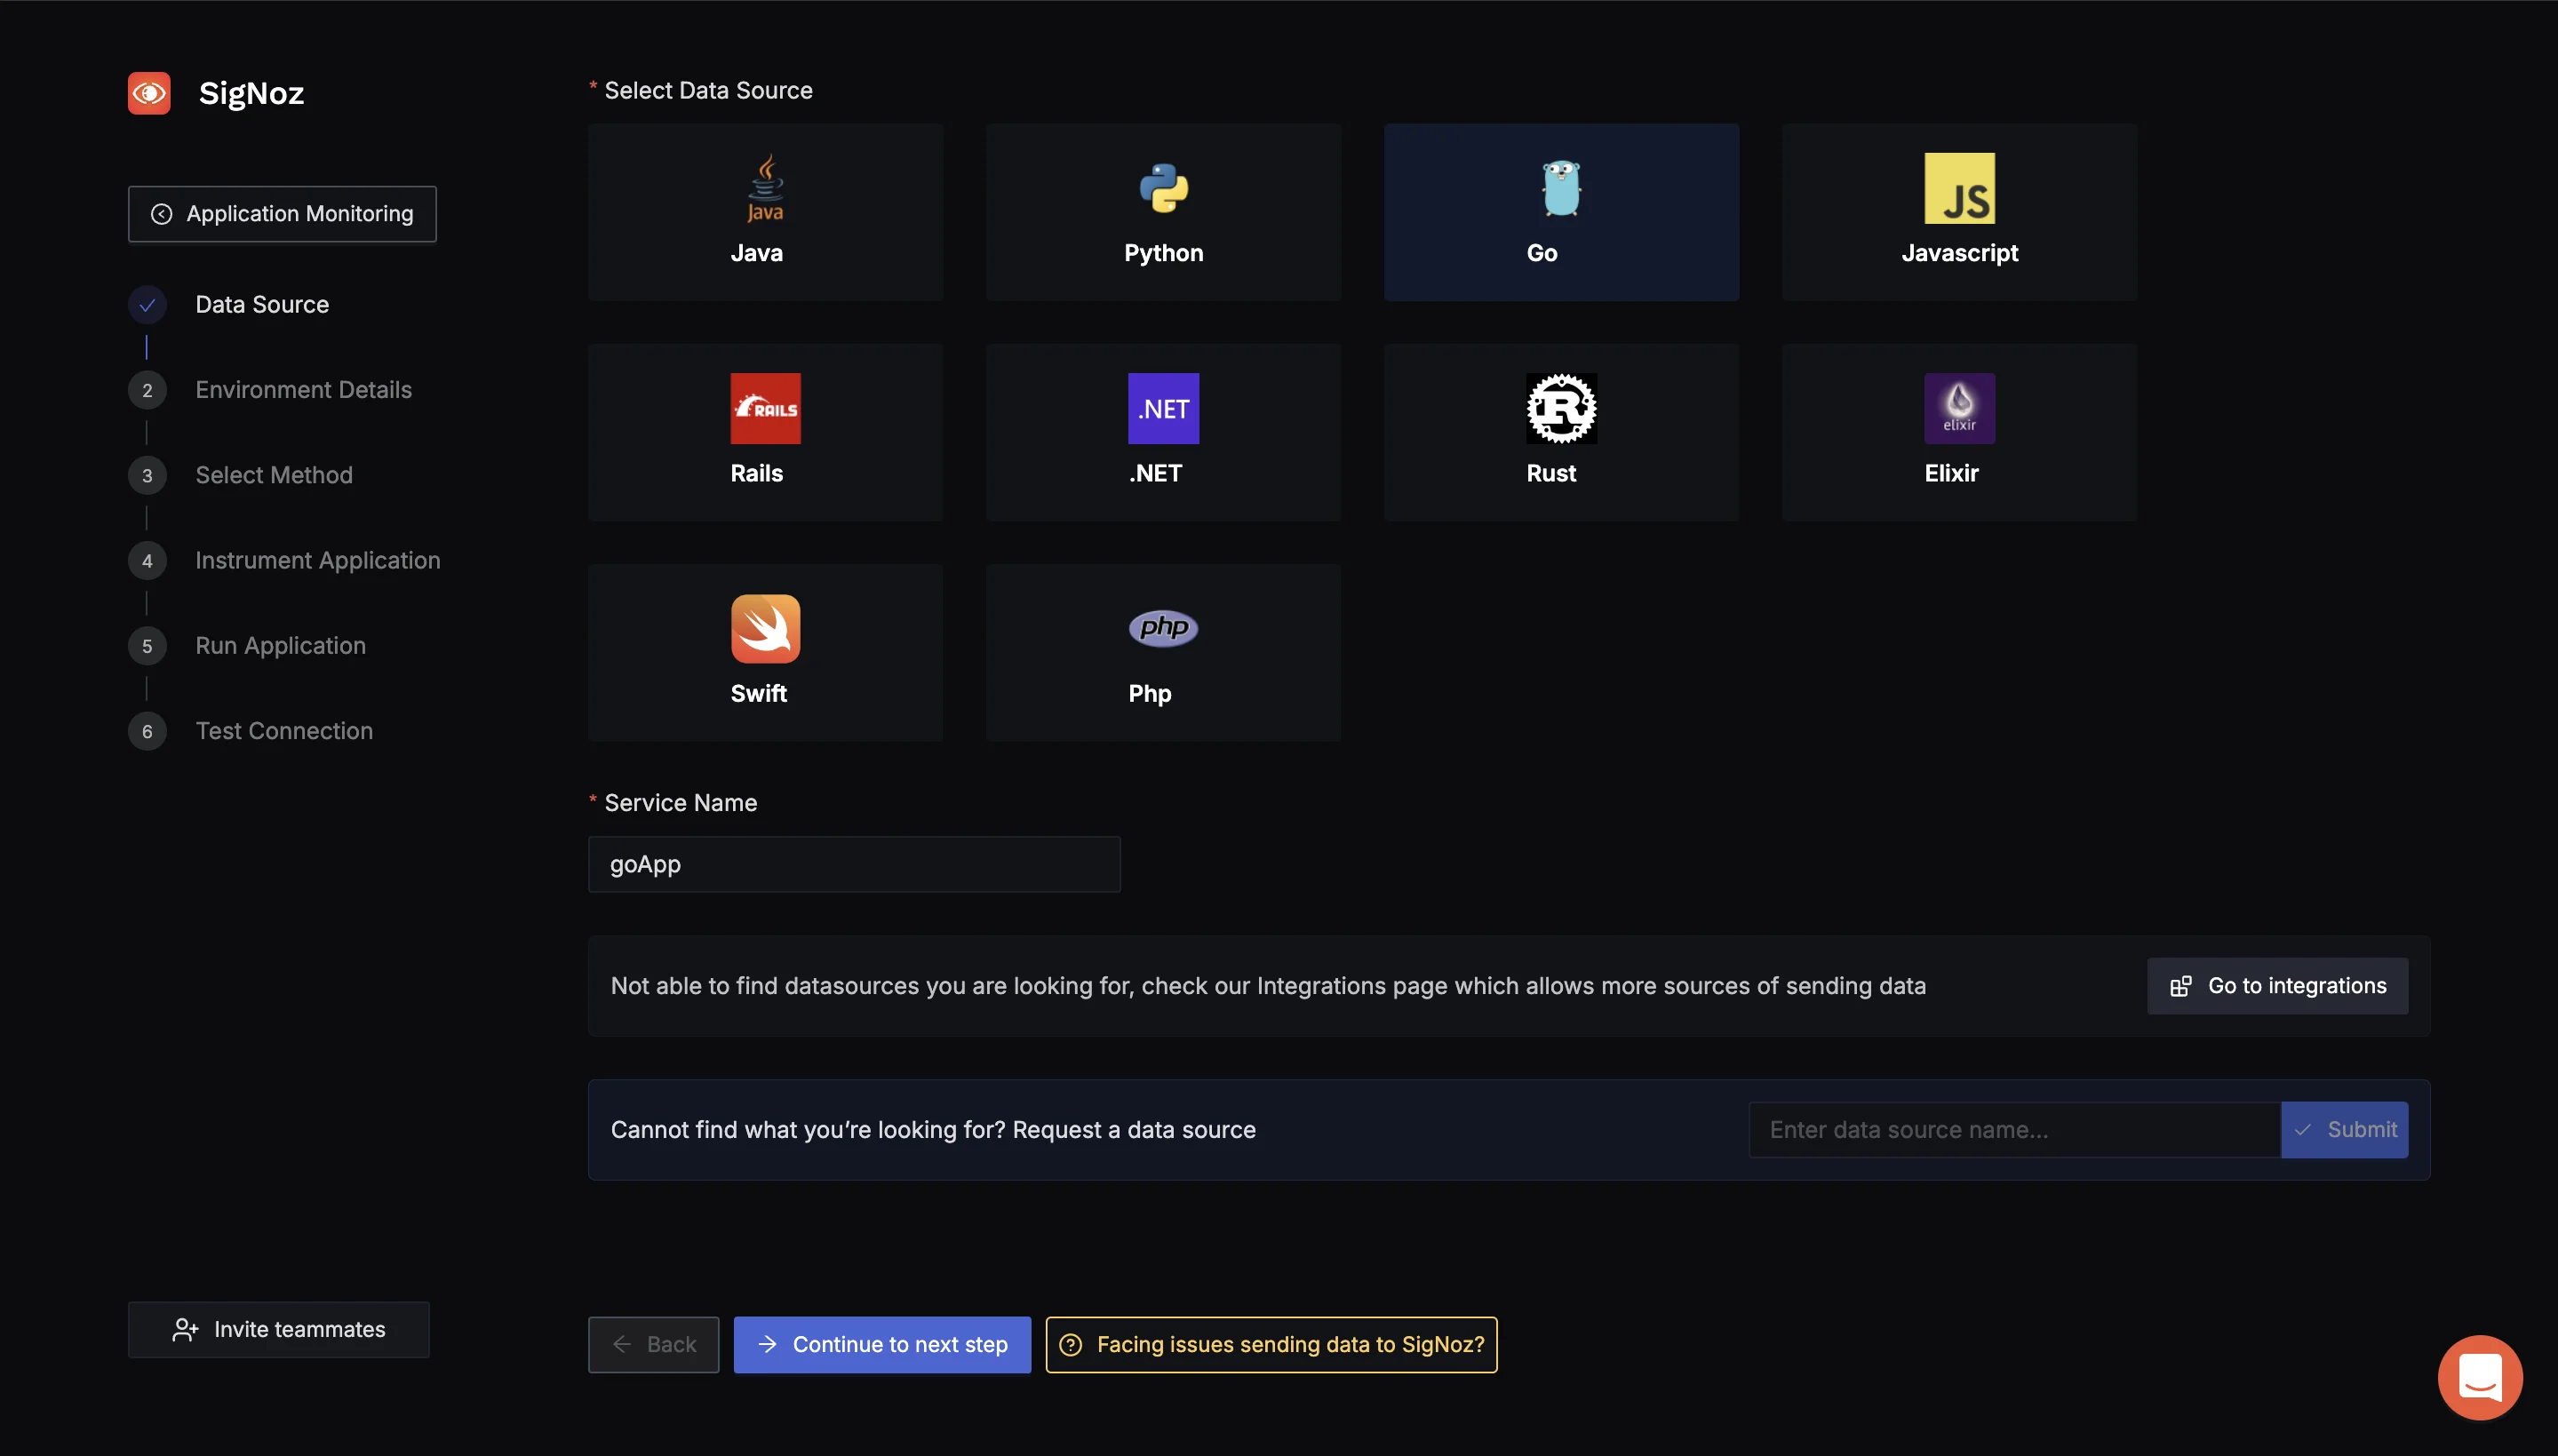 SigNoz
Application Monitoring
Data Source
2 Environment Details
3 Select Method
4 Instrument Application
5 Run Application
6 Test Connection
Invite teammates
* Select Data Source
Java
Java
Python
Go
JS
Javascript
RAILS
Rails
.NET
.NET
R
Rust
elixir
Elixir
Swift
php
Php
* Service Name
goApp
Not able to find datasources you are looking for, check our Integrations page which allows more sources of sending data
Go to integrations
Cannot find what you’re looking for? Request a data source
Enter data source name...
Submit
Back
Continue to next step
Facing issues sending data to SigNoz?